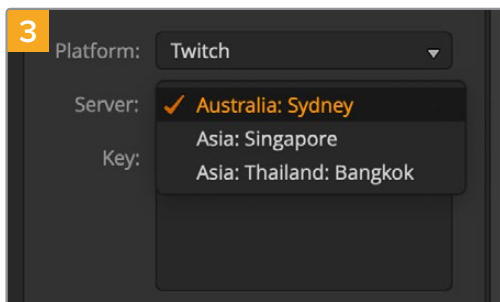 3
Platform: Twitch
Server: Australia: Sydney
Asia: Singapore
Key:
Asia: Thailand: Bangkok